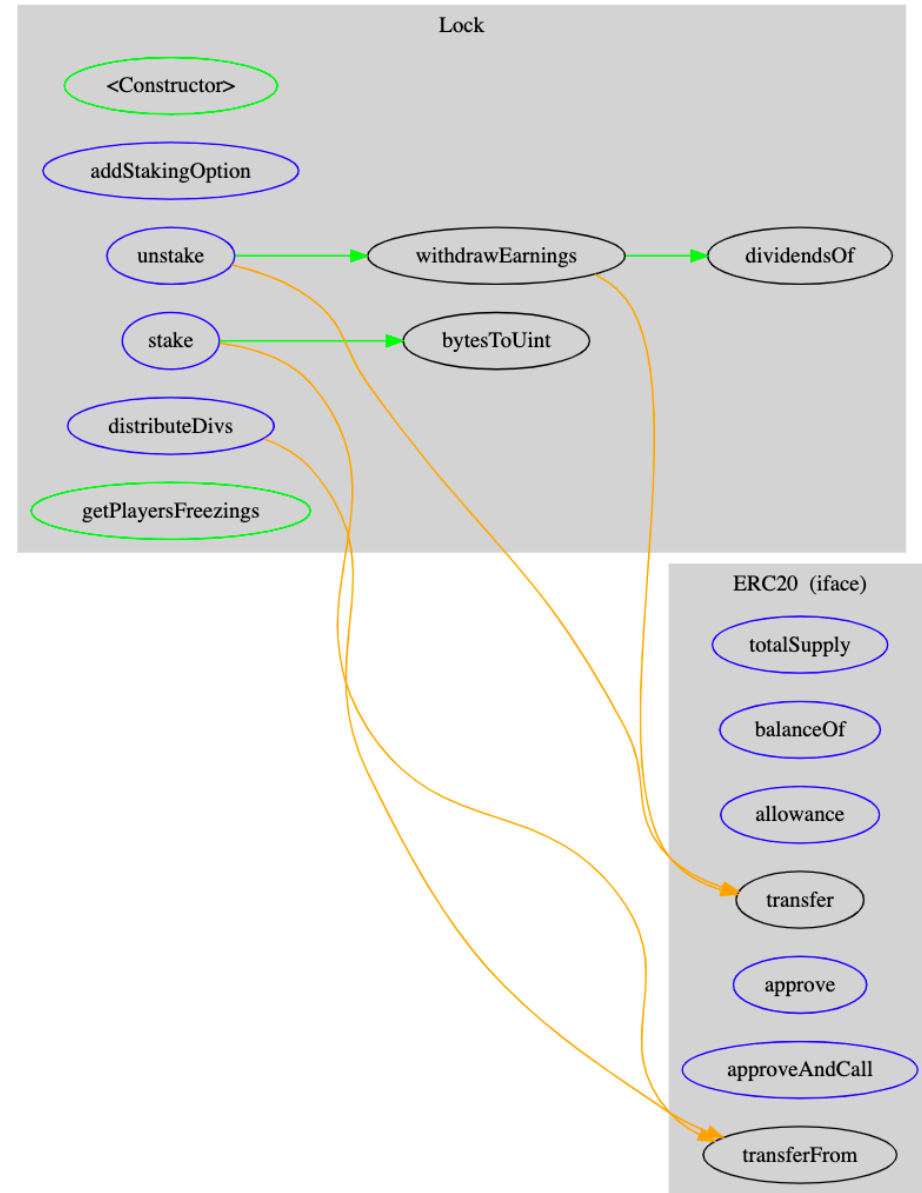 Lock
<Constructor>
addStakingOption
unstake
withdrawEarnings
dividendsOf
stake
bytesToUint
distributeDivs
getPlayersFreezings
ERC20 (iface)
totalSupply
balanceOf
allowance
transfer
approve
approveAndCall
transferFrom